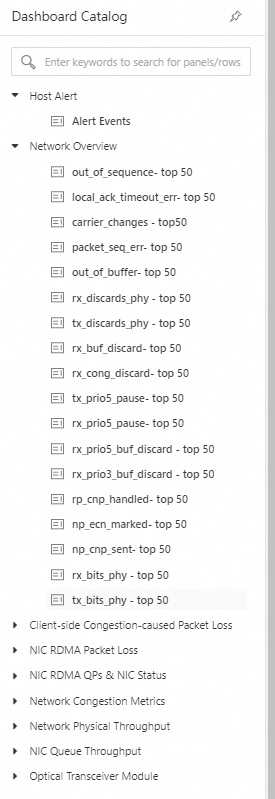 Dashboard Catalog
Enter keywords to search for panels/rows
Host Alert
Alert Events
Network Overview
out_of_sequence- top 50
local_ack_timeout_err- top 50
carrier_changes - top50
packet_seq_err- top 50
out_of_buffer- top 50
rx_discards_phy - top 50
tx_discards_phy - top 50
rx_buf_discard- top 50
rx_cong_discard- top 50
tx_prio5_pause- top 50
rx_prio5_pause- top 50
rx_prio5_buf_discard - top 50
rx_prio3_buf_discard - top 50
rp_cnp_handled- top 50
np_ecn_marked- top 50
np_cnp_sent- top 50
rx_bits_phy - top 50
tx_bits_phy - top 50
Client-side Congestion-caused Packet Loss
NIC RDMA Packet Loss
NIC RDMA QPs & NIC Status
Network Congestion Metrics
Network Physical Throughput
NIC Queue Throughput
Optical Transceiver Module